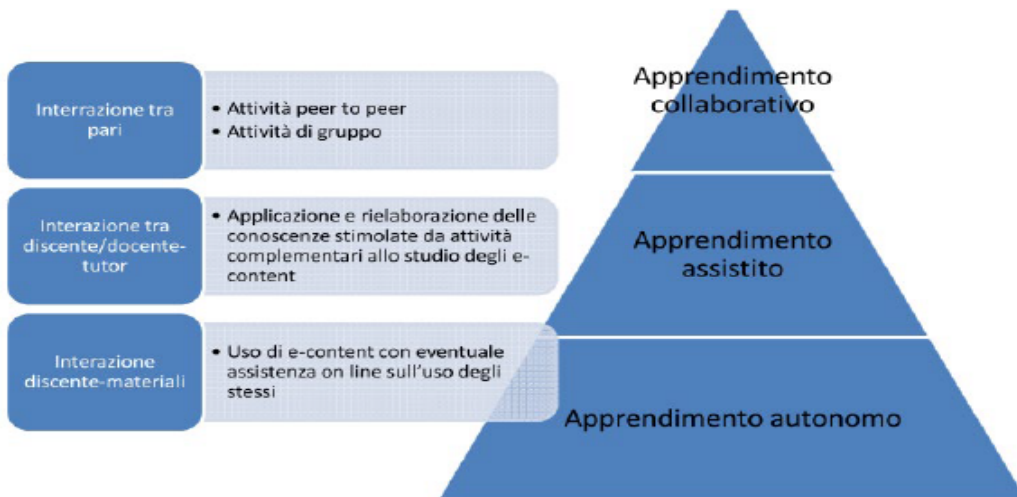 Interrazione tra
pari
• Attività peer to peer
• Attività di gruppo
Apprendimento
collaborativo
Interazione tra
discente/docente-
tutor
• Applicazione e rielaborazione delle
conoscenze stimolate da attività
complementari allo studio degli e-
content
Apprendimento
assistito
Interazione
discente-materiali
• Uso di e-content con eventuale
assistenza on line sull'uso degli
stessi
Apprendimento autonomo